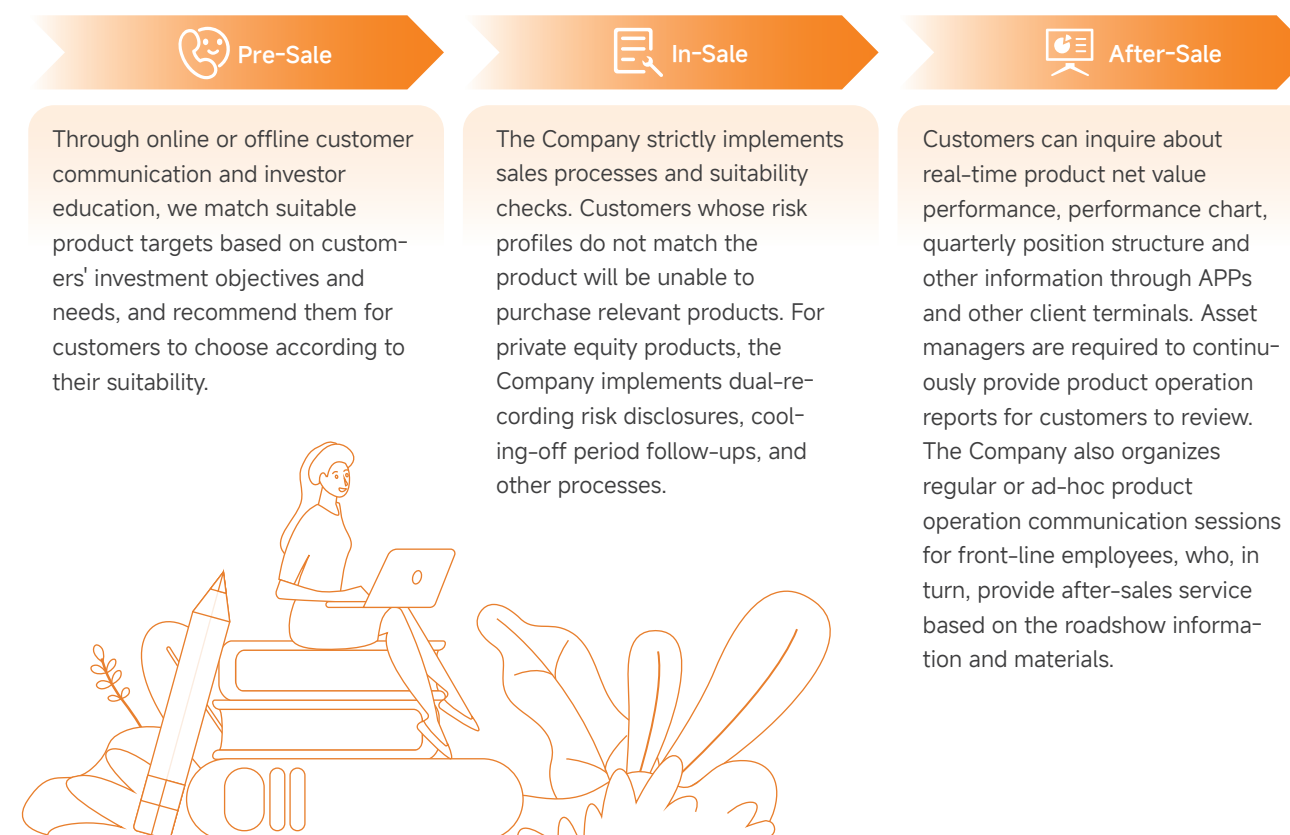 Pre-Sale
Through online or offline customer
communication and investor
education, we match suitable
product targets based on custom-
ers' investment objectives and
needs, and recommend them for
customers to choose according to
their suitability.
In-Sale
The Company strictly implements
sales processes and suitability
checks. Customers whose risk
profiles do not match the
product will be unable to
purchase relevant products. For
private equity products, the
Company implements dual-re-
cording risk disclosures, cool-
ing-off period follow-ups, and
other processes.
After-Sale
Customers can inquire about
real-time product net value
performance, performance chart,
quarterly position structure and
other information through APPs
and other client terminals. Asset
managers are required to continu-
ously provide product operation
reports for customers to review.
The Company also organizes
regular or ad-hoc product
operation communication sessions
for front-line employees, who, in
turn, provide after-sales service
based on the roadshow informa-
tion and materials.